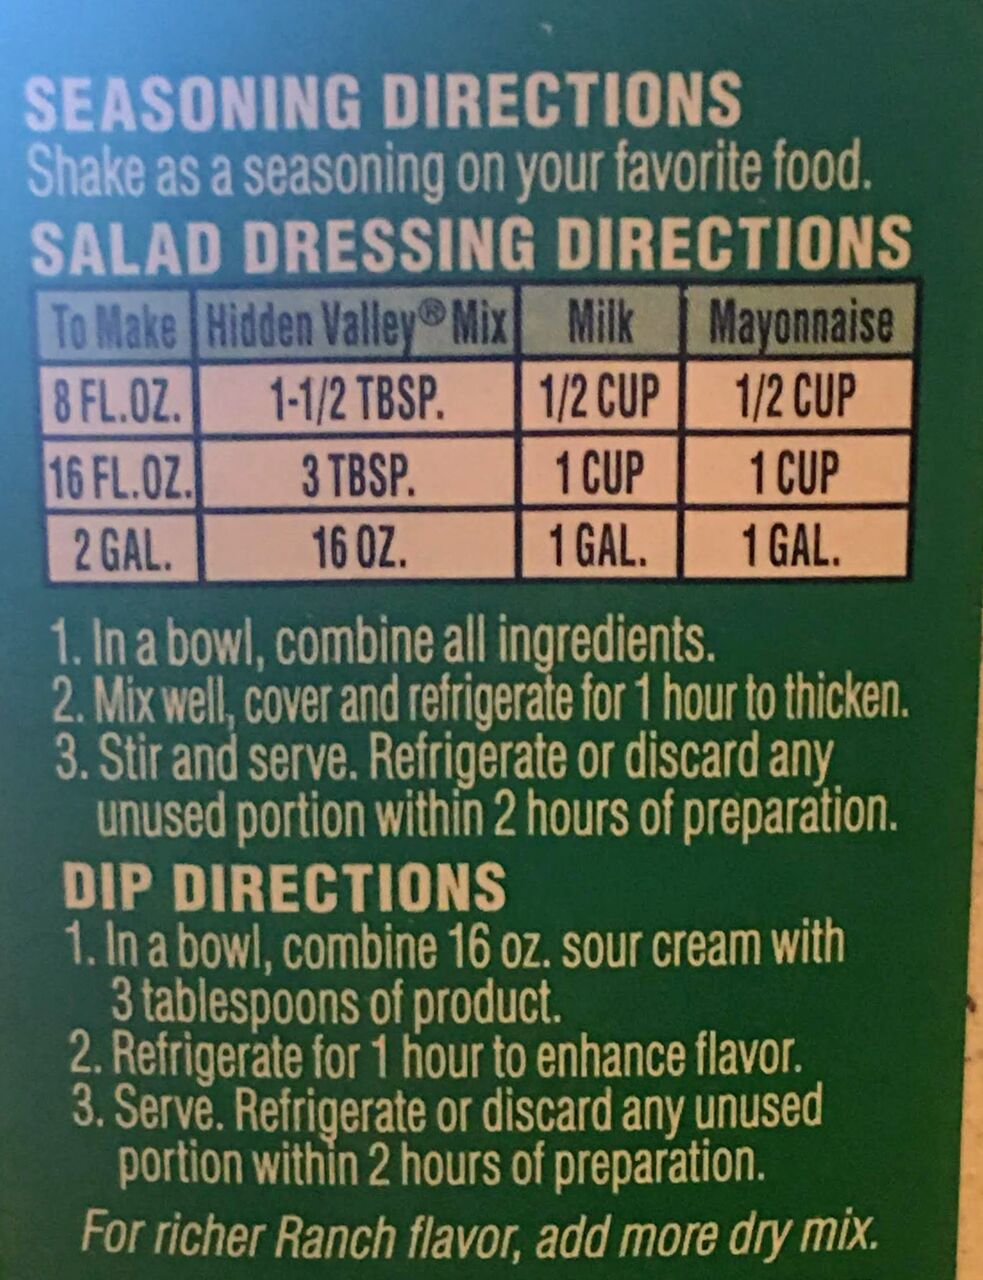 SEASONING DIRECTIONS
Shake as a seasoning on your favorite food.
SALAD DRESSING DIRECTIONS
To Make Hidden Valley® Mix Milk Mayonnaise
8 FL.OZ. 1-1/2 TBSP. 1/2 CUP 1/2 CUP
16 FL.OZ. 3 TBSP. 1 CUP 1 CUP
2 GAL. 16 OZ. 1 GAL. 1 GAL.
1. In a bowl, combine all ingredients.
2. Mix well, cover and refrigerate for 1 hour to thicken.
3. Stir and serve. Refrigerate or discard any
unused portion within 2 hours of preparation.
DIP DIRECTIONS
1. In a bowl, combine 16 oz. sour cream with
3 tablespoons of product.
2. Refrigerate for 1 hour to enhance flavor.
3. Serve. Refrigerate or discard any unused
portion within 2 hours of preparation.
For richer Ranch flavor, add more dry mix.